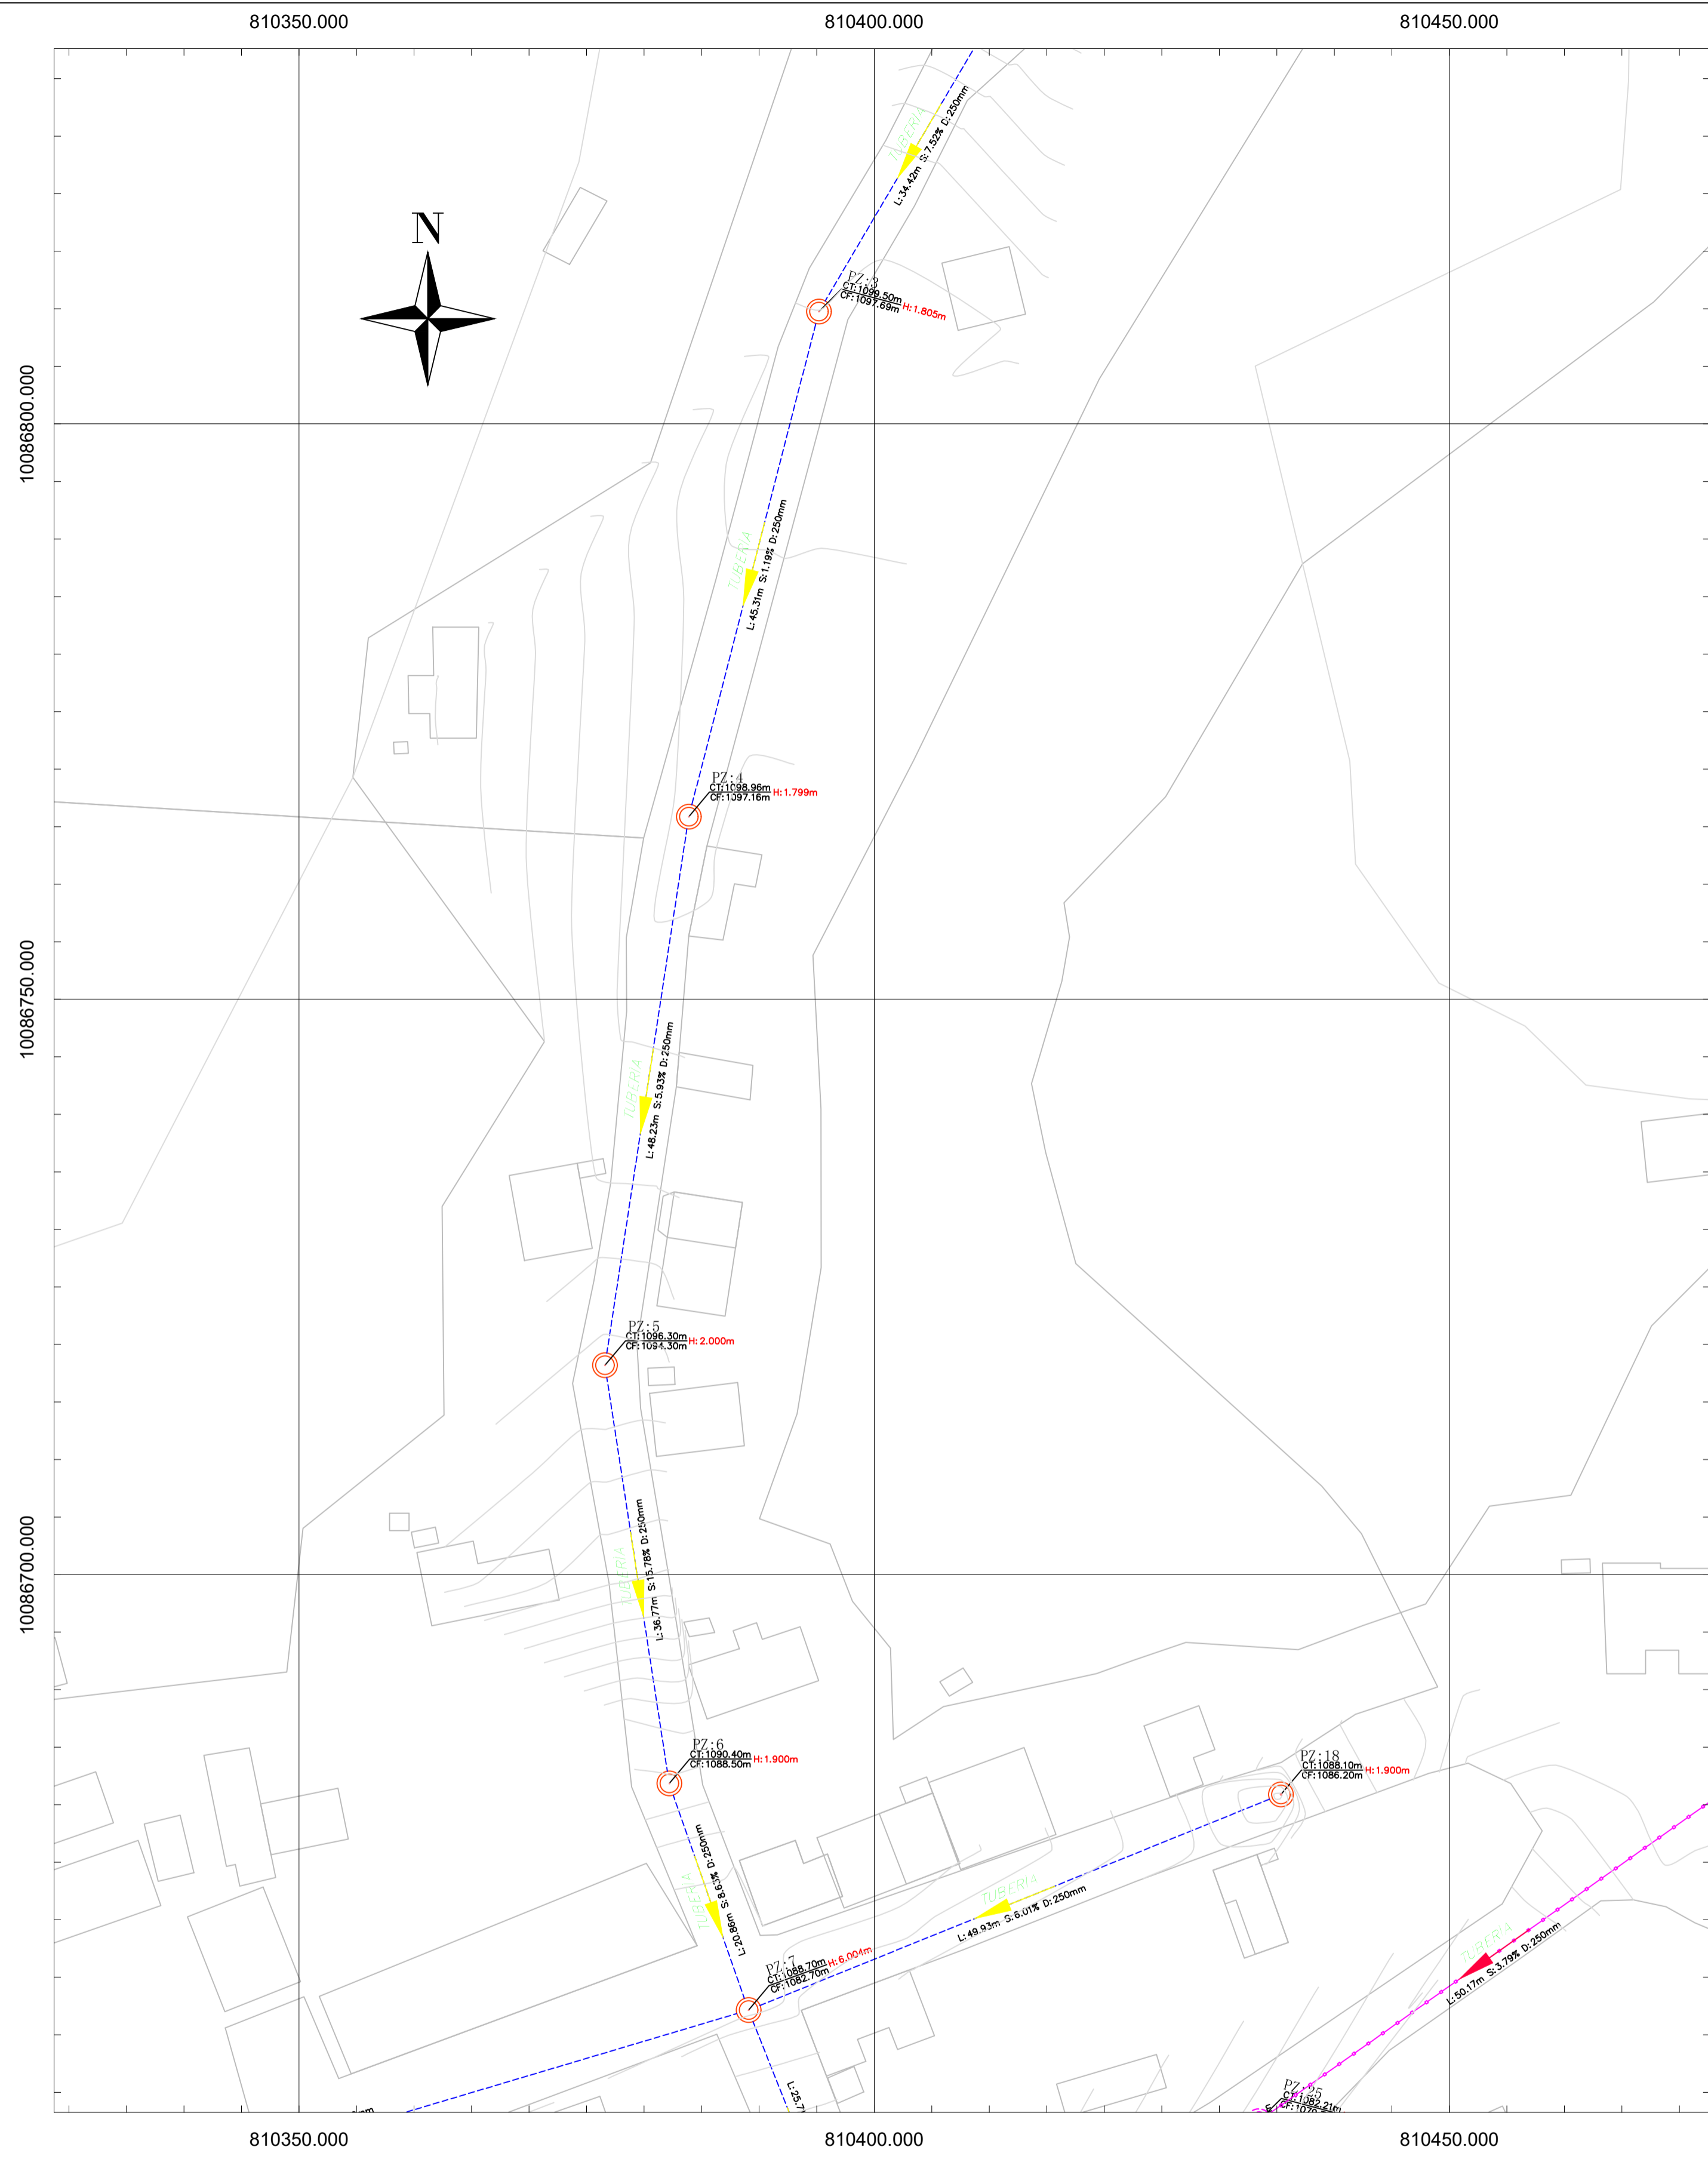 810350.000
810400.000
810450.000
TUBERIA
L:34.42m S:7.52% D:250mm
N
PZ:3
CT:1099.50m
CF:1097.69m
H:1.805m
10086800.000
TUBERIA
L:45.31m S:1.19% D:250mm
PZ:4
CT:1098.96m
CF:1097.16m
H:1.799m
10086750.000
TUBERIA
L:48.23m S:5.93% D:250mm
PZ:5
CT:1096.30m
CF:1094.30m
H:2.000m
10086700.000
TUBERIA
L:36.77m S:15.78% D:250mm
PZ:6
CT:1090.40m
CF:1088.50m
H:1.900m
PZ:18
CT:1088.10m
CF:1086.20m
H:1.900m
TUBERIA
L:20.86m S:8.63% D:250mm
TUBERIA
L:49.93m S:6.01% D:250mm
TUBERIA
L:50.17m S:3.79% D:250mm
PZ:7
CT:1088.70m
CF:1082.70m
H:6.004m
PZ:25
CT:1082.21m
810350.000
810400.000
810450.000